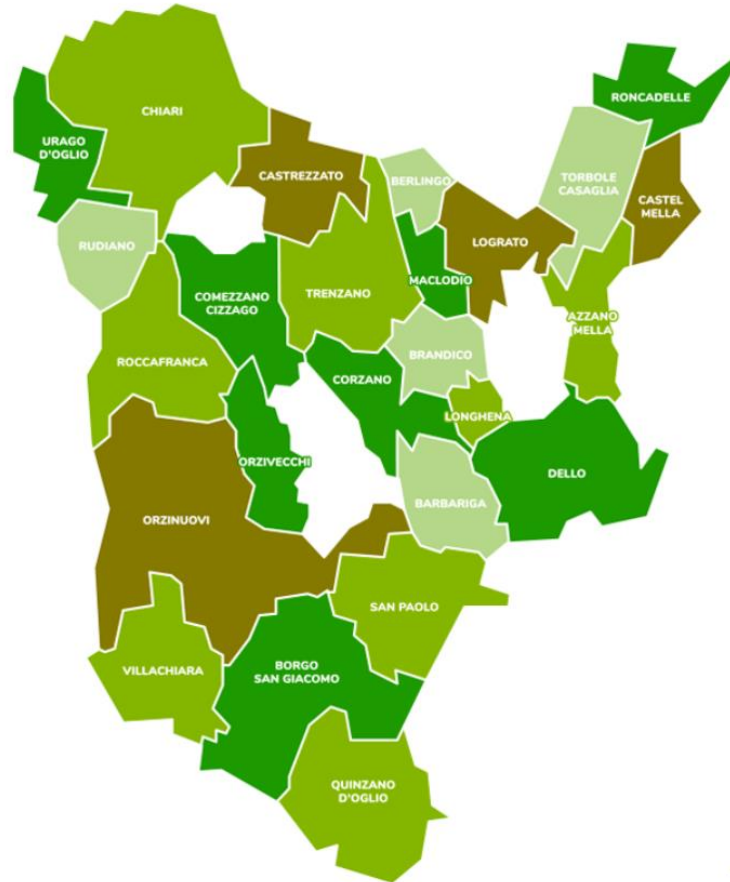 RONCADELLE
CHIARI
URAGO
D'OGLIO
CASTREZZATO
BERLINGO
TORBOLE
CASAGLIA
CASTEL
MELLA
RUDIANO
LOGRATO
MACLODIO
TRENZANO
COMEZZANO
CIZZAGO
AZZANO
MELLA
ROCCAFRANCA
BRANDICO
CORZANO
LONGHENA
ORZIVECCHI
DELLO
BARBARIGA
ORZINUOVI
SAN PAOLO
VILLACHIARA
BORGO
SAN GIACOMO
QUINZANO
D'OGLIO